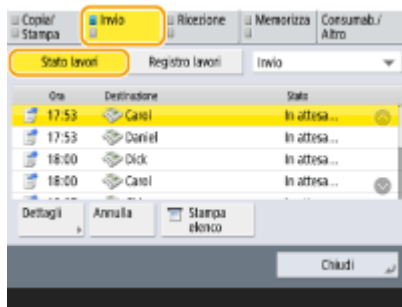 Copia/ Stampa
Invio
Ricezione
Memorizza
Consumab./ Altro
Stato lavori
Registro lavori
Invio
Ora Destinazione Stato
17:53 Carol In attesa...
17:53 Daniel In attesa...
18:00 Dick In attesa...
18:00 Carol In attesa...
Dettagli
Annulla
Stampa elenco
Chiudi